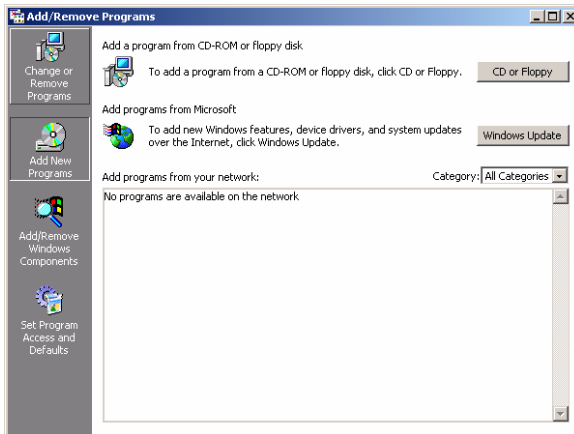 Add/Remove Programs
Change or
Remove
Programs
Add New
Programs
Add/Remove
Windows
Components
Set Program
Access and
Defaults
Add a program from CD-ROM or floppy disk
To add a program from a CD-ROM or floppy disk, click CD or Floppy.
CD or Floppy
Add programs from Microsoft
To add new Windows features, device drivers, and system updates
over the Internet, click Windows Update.
Windows Update
Add programs from your network:
Category: All Categories
No programs are available on the network